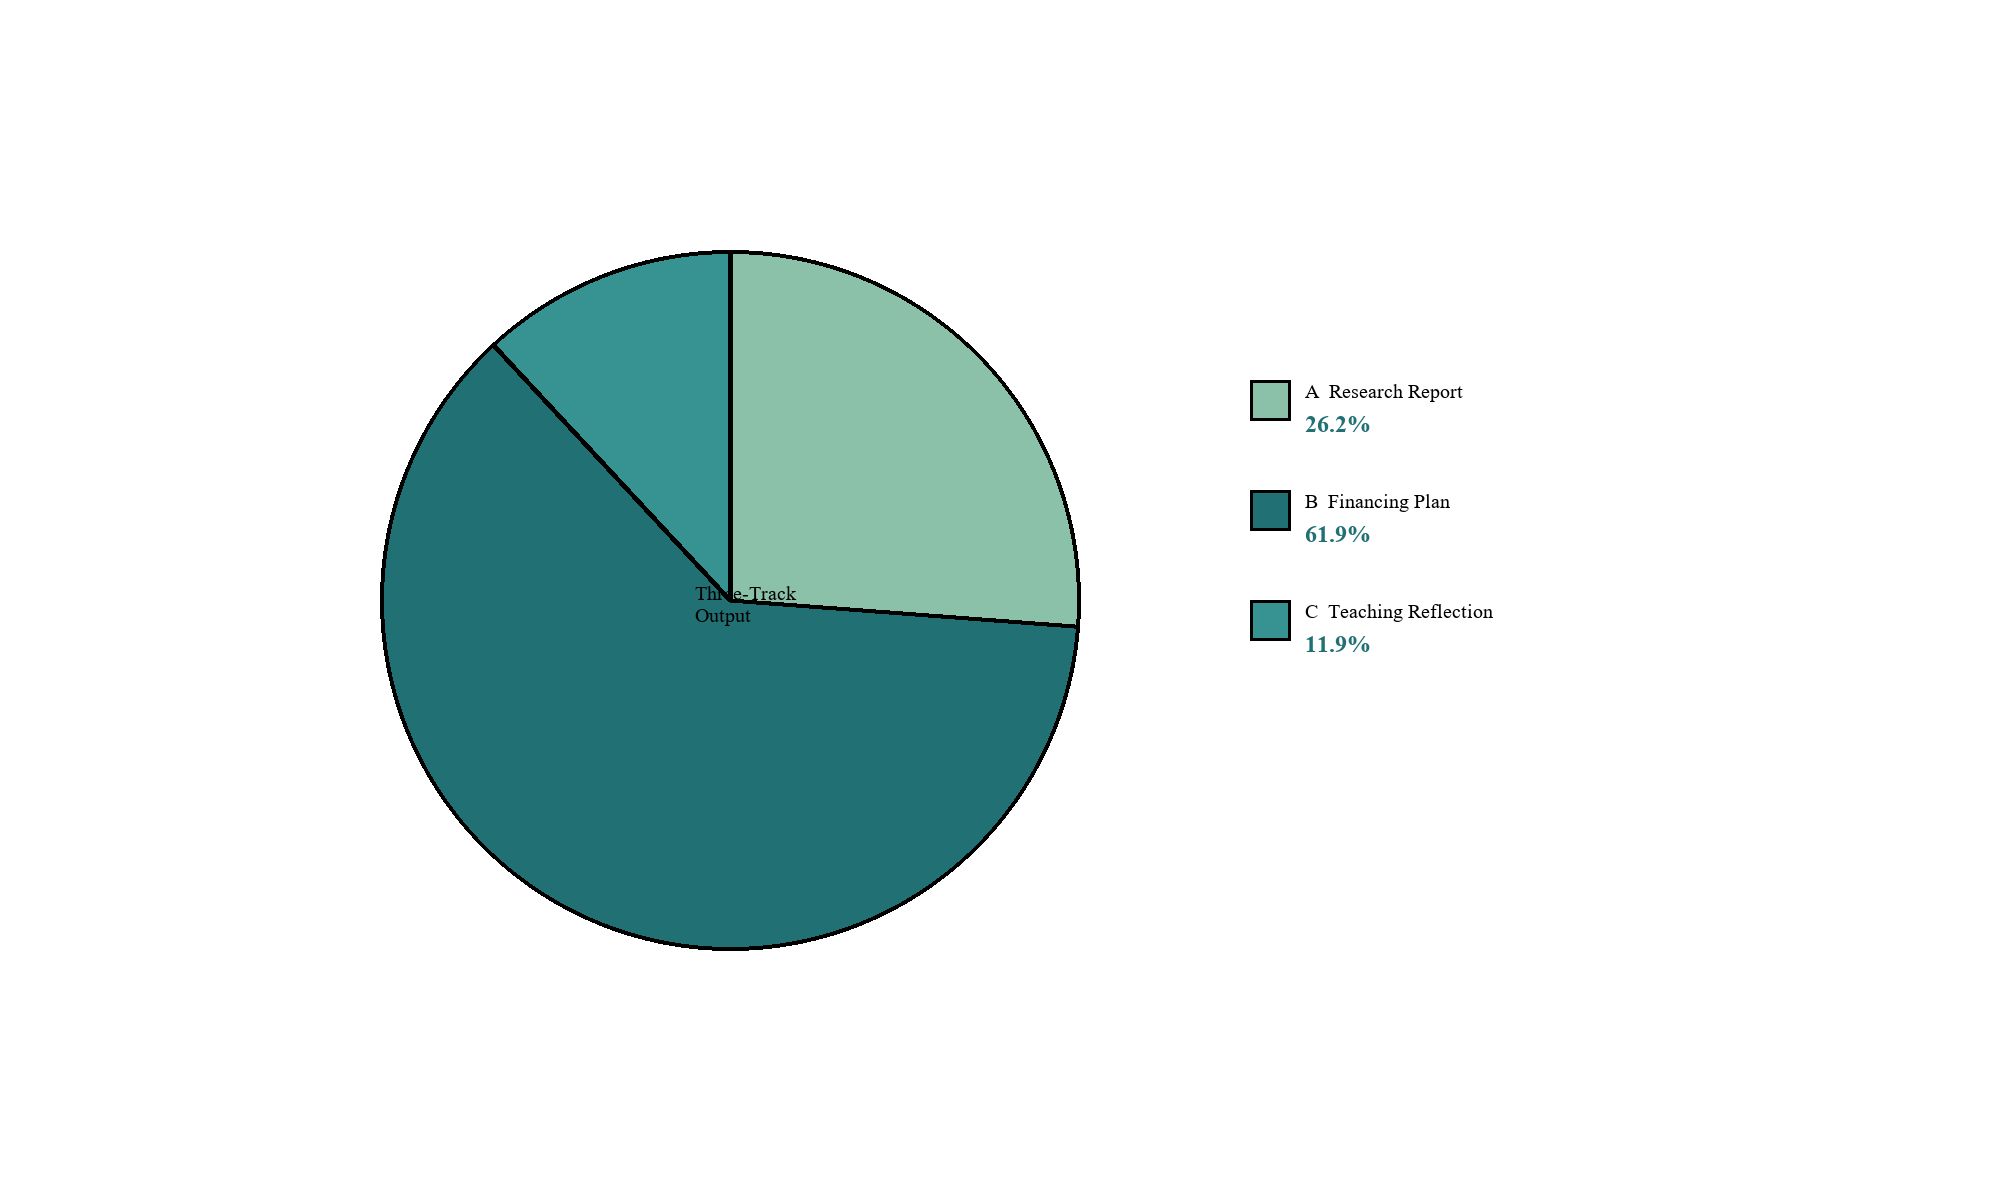 Three-Track
Output
A  Research Report
26.2%
B  Financing Plan
61.9%
C  Teaching Reflection
11.9%